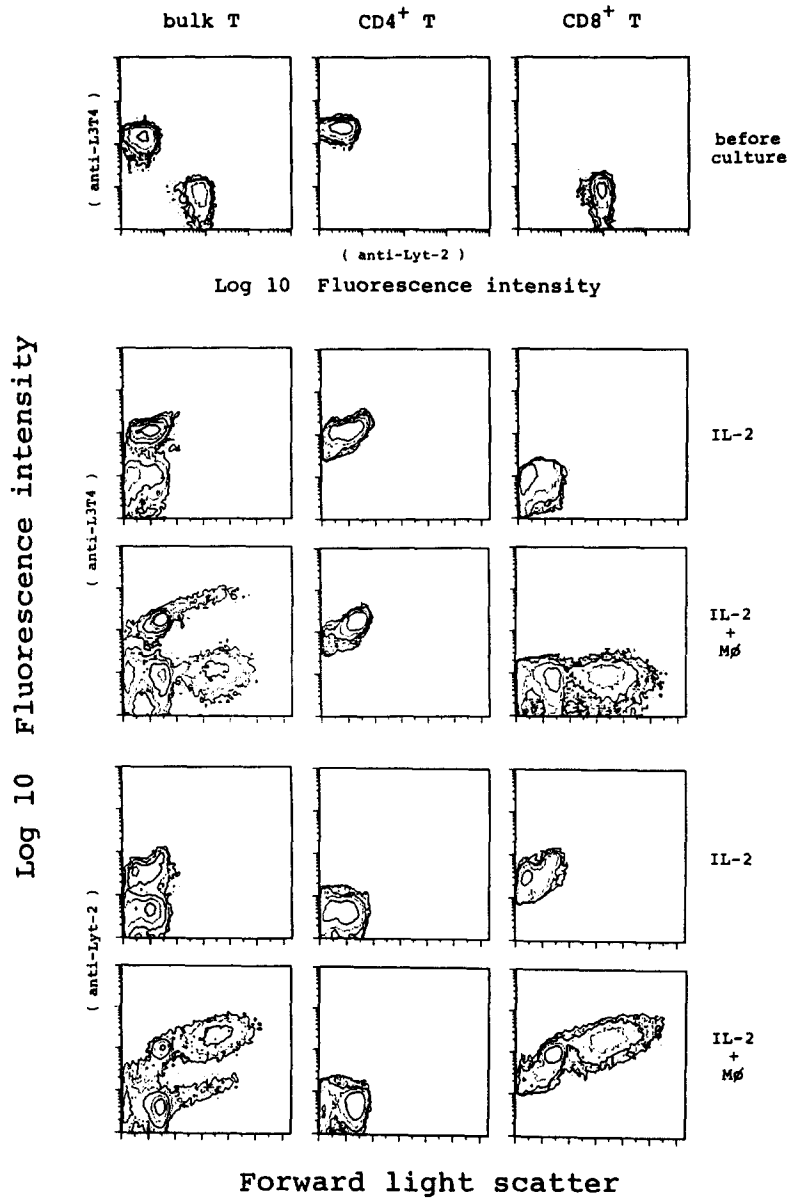 bulk T
CD4+ T
CD8+ T
( anti-L3T4 )
before
culture
( anti-Lyt-2 )
Log 10 Fluorescence intensity
Log 10 Fluorescence intensity
( anti-L3T4 )
IL-2
IL-2
+
Mø
( anti-Lyt-2 )
IL-2
IL-2
+
Mø
Forward light scatter